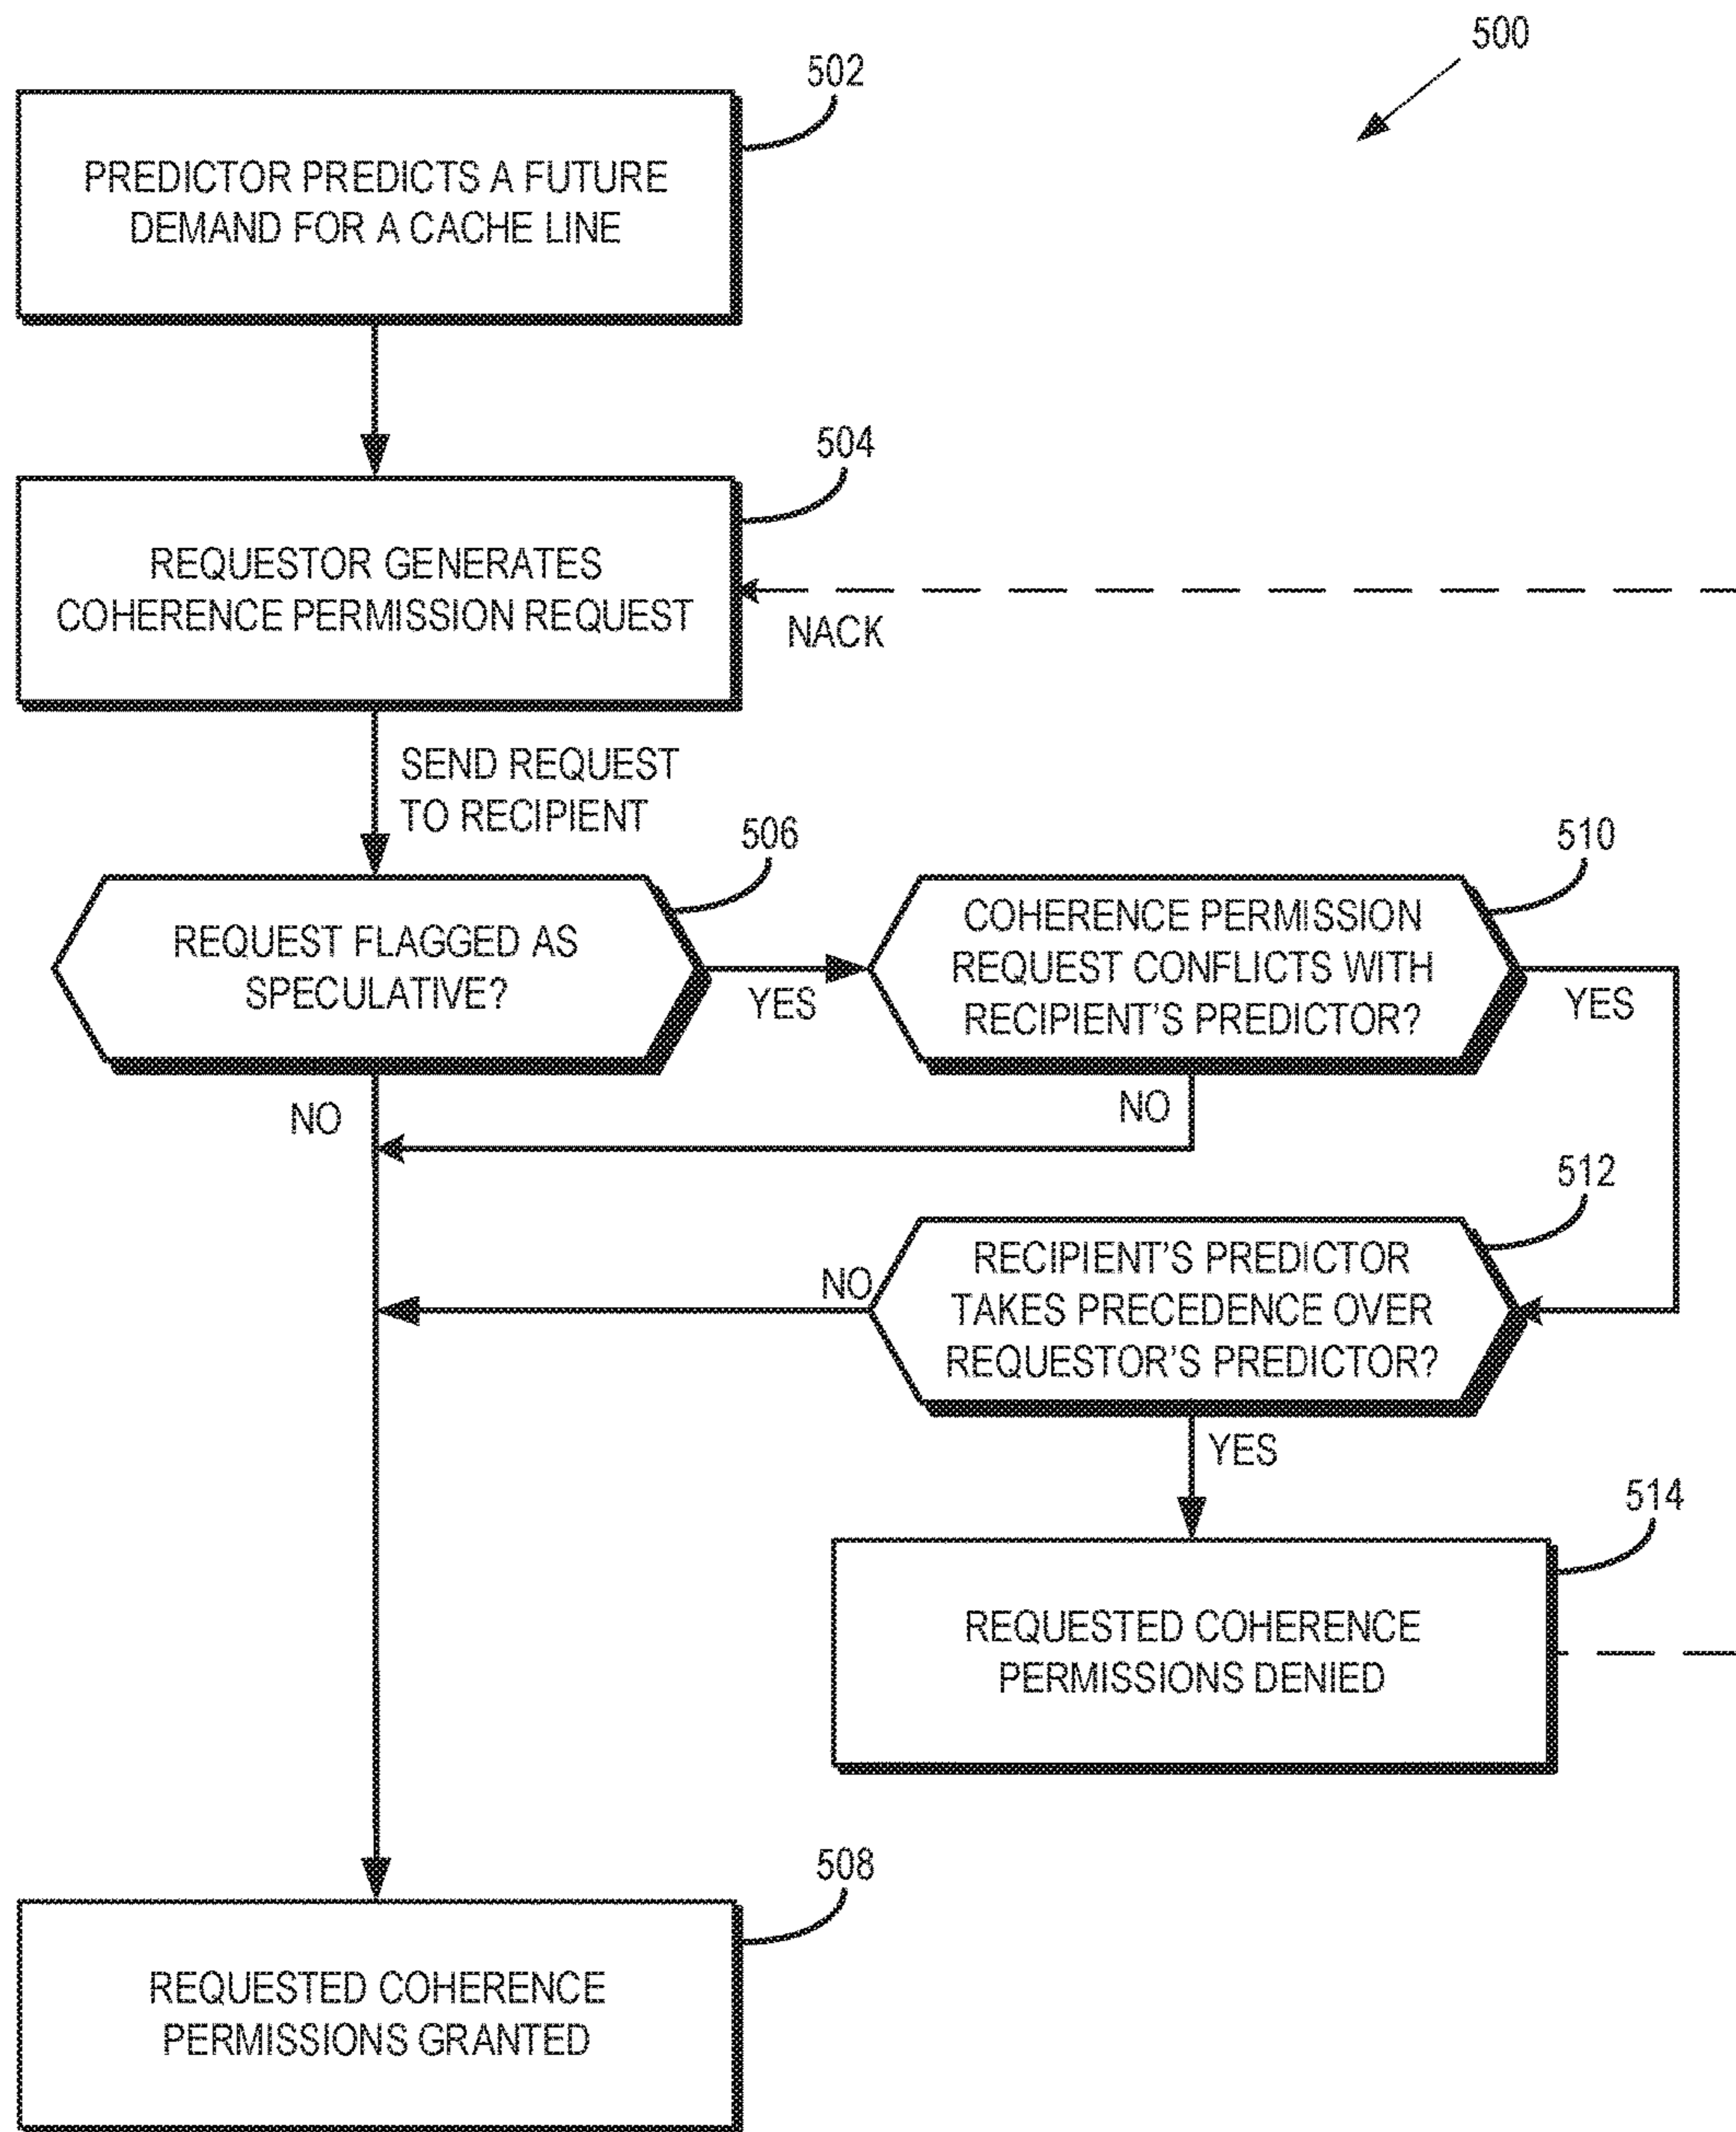 500
502
PREDICTOR PREDICTS A FUTURE
DEMAND FOR A CACHE LINE
504
REQUESTOR GENERATES
COHERENCE PERMISSION REQUEST
NACK
SEND REQUEST
TO RECIPIENT
506
REQUEST FLAGGED AS
SPECULATIVE?
YES
NO
510
COHERENCE PERMISSION
REQUEST CONFLICTS WITH
RECIPIENT'S PREDICTOR?
YES
NO
512
RECIPIENT'S PREDICTOR
TAKES PRECEDENCE OVER
REQUESTOR'S PREDICTOR?
NO
YES
514
REQUESTED COHERENCE
PERMISSIONS DENIED
508
REQUESTED COHERENCE
PERMISSIONS GRANTED